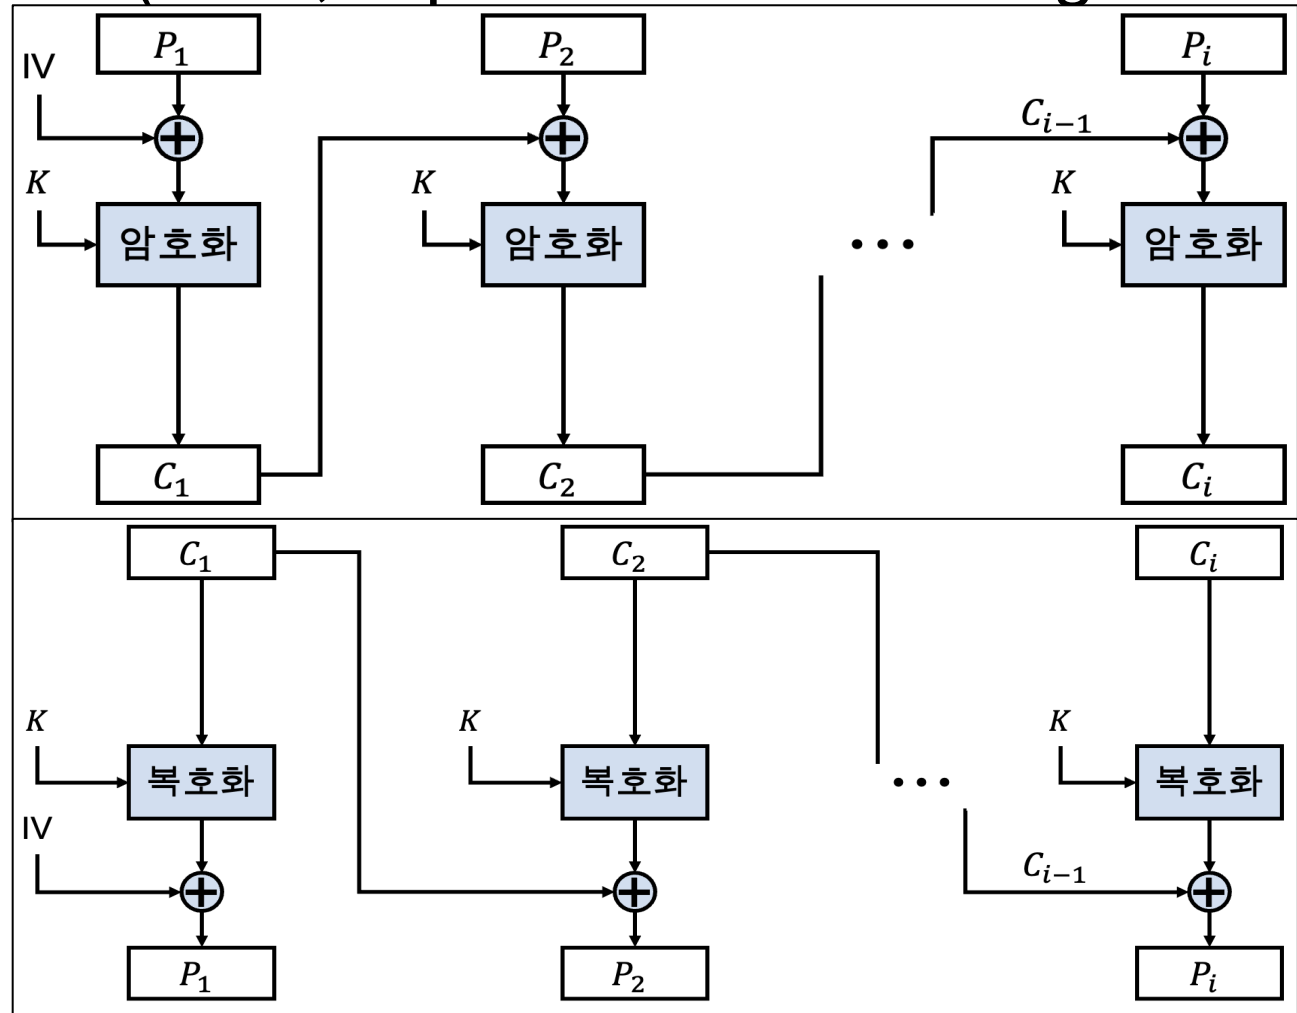 P₁ P₂ Pᵢ
IV
Cᵢ₋₁
K K K
암호화 암호화 암호화
...
C₁ C₂ Cᵢ
C₁ C₂ Cᵢ
K K K
복호화 복호화 복호화
...
IV
Cᵢ₋₁
P₁ P₂ Pᵢ